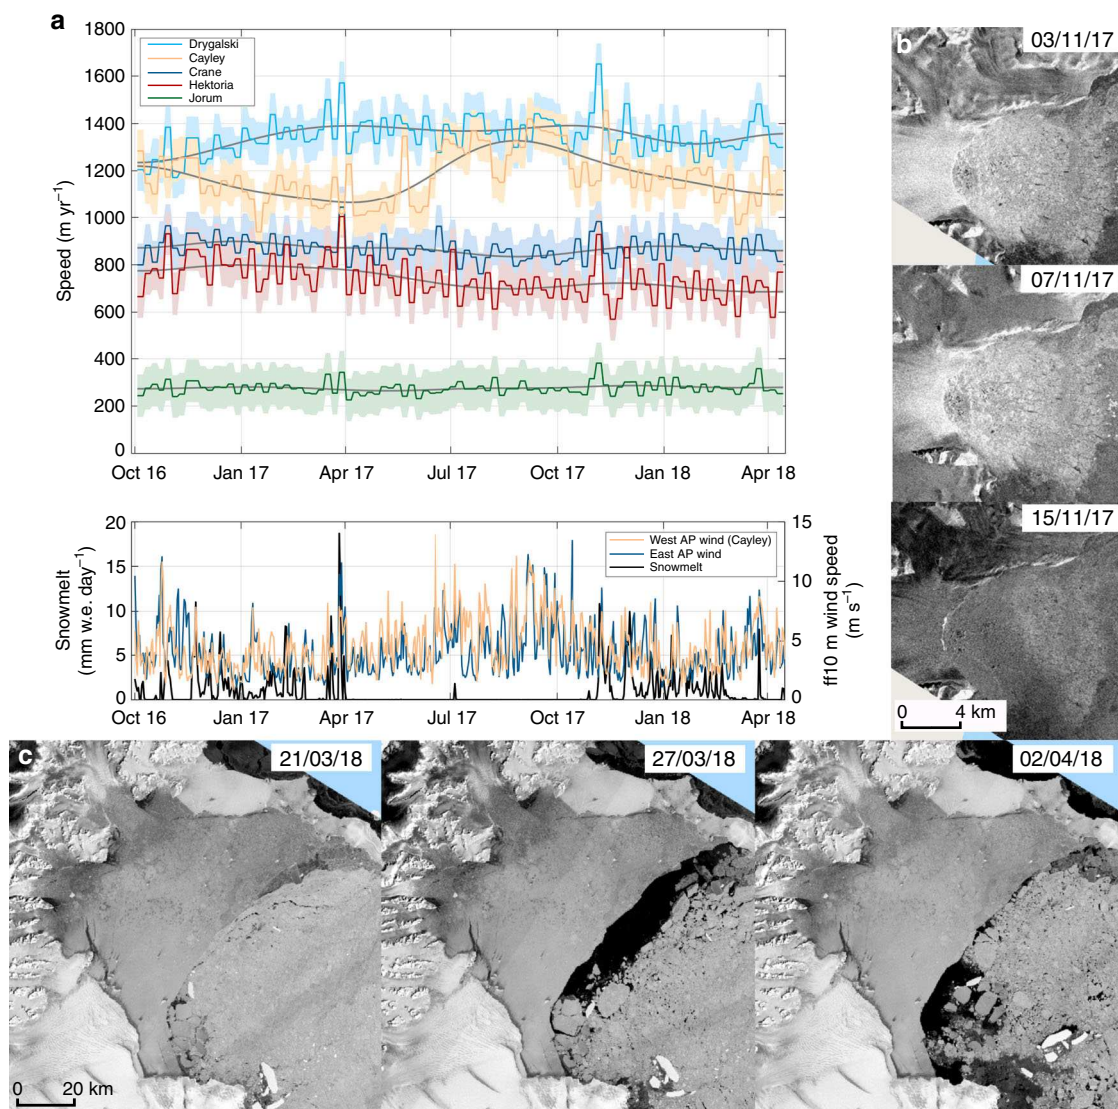 a
1800
1600
1400
1200
1000
800
600
400
200
0
Speed (m yr−1)
Drygalski
Cayley
Crane
Hektoria
Jorum
Oct 16 Jan 17 Apr 17 Jul 17 Oct 17 Jan 18 Apr 18
20
15
10
5
0
Snowmelt
(mm w.e. day−1)
West AP wind (Cayley)
East AP wind
Snowmelt
15
10
5
0
ff10 m wind speed
(m s−1)
Oct 16 Jan 17 Apr 17 Jul 17 Oct 17 Jan 18 Apr 18
b
03/11/17
07/11/17
15/11/17
0 4 km
c
21/03/18
27/03/18
02/04/18
0 20 km